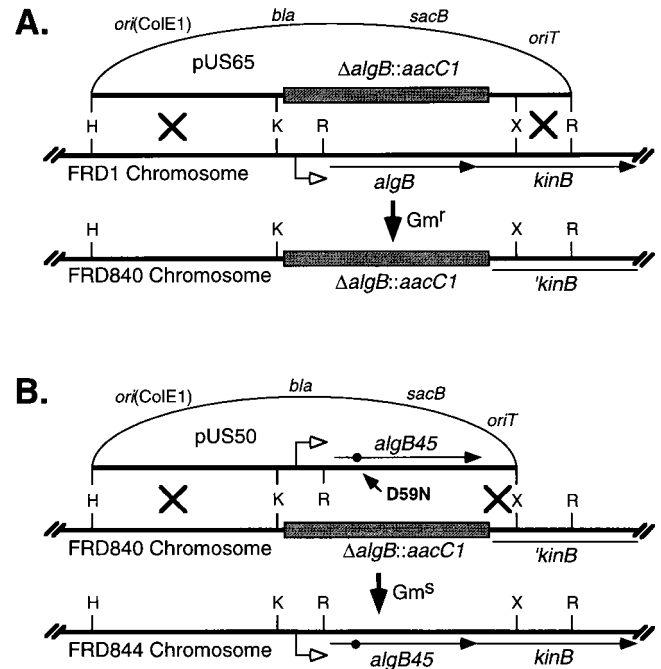 A.
ori(ColE1) bla sacB oriT
pUS65 ΔalgB::aacC1
H K R X R
FRD1 Chromosome algB kinB
Gmʳ
H K X R
FRD840 Chromosome ΔalgB::aacC1 'kinB
B.
ori(ColE1) bla sacB oriT
pUS50 algB45
H K R D59N X R
FRD840 Chromosome ΔalgB::aacC1 'kinB
Gmˢ
H K R X R
FRD844 Chromosome algB45 kinB